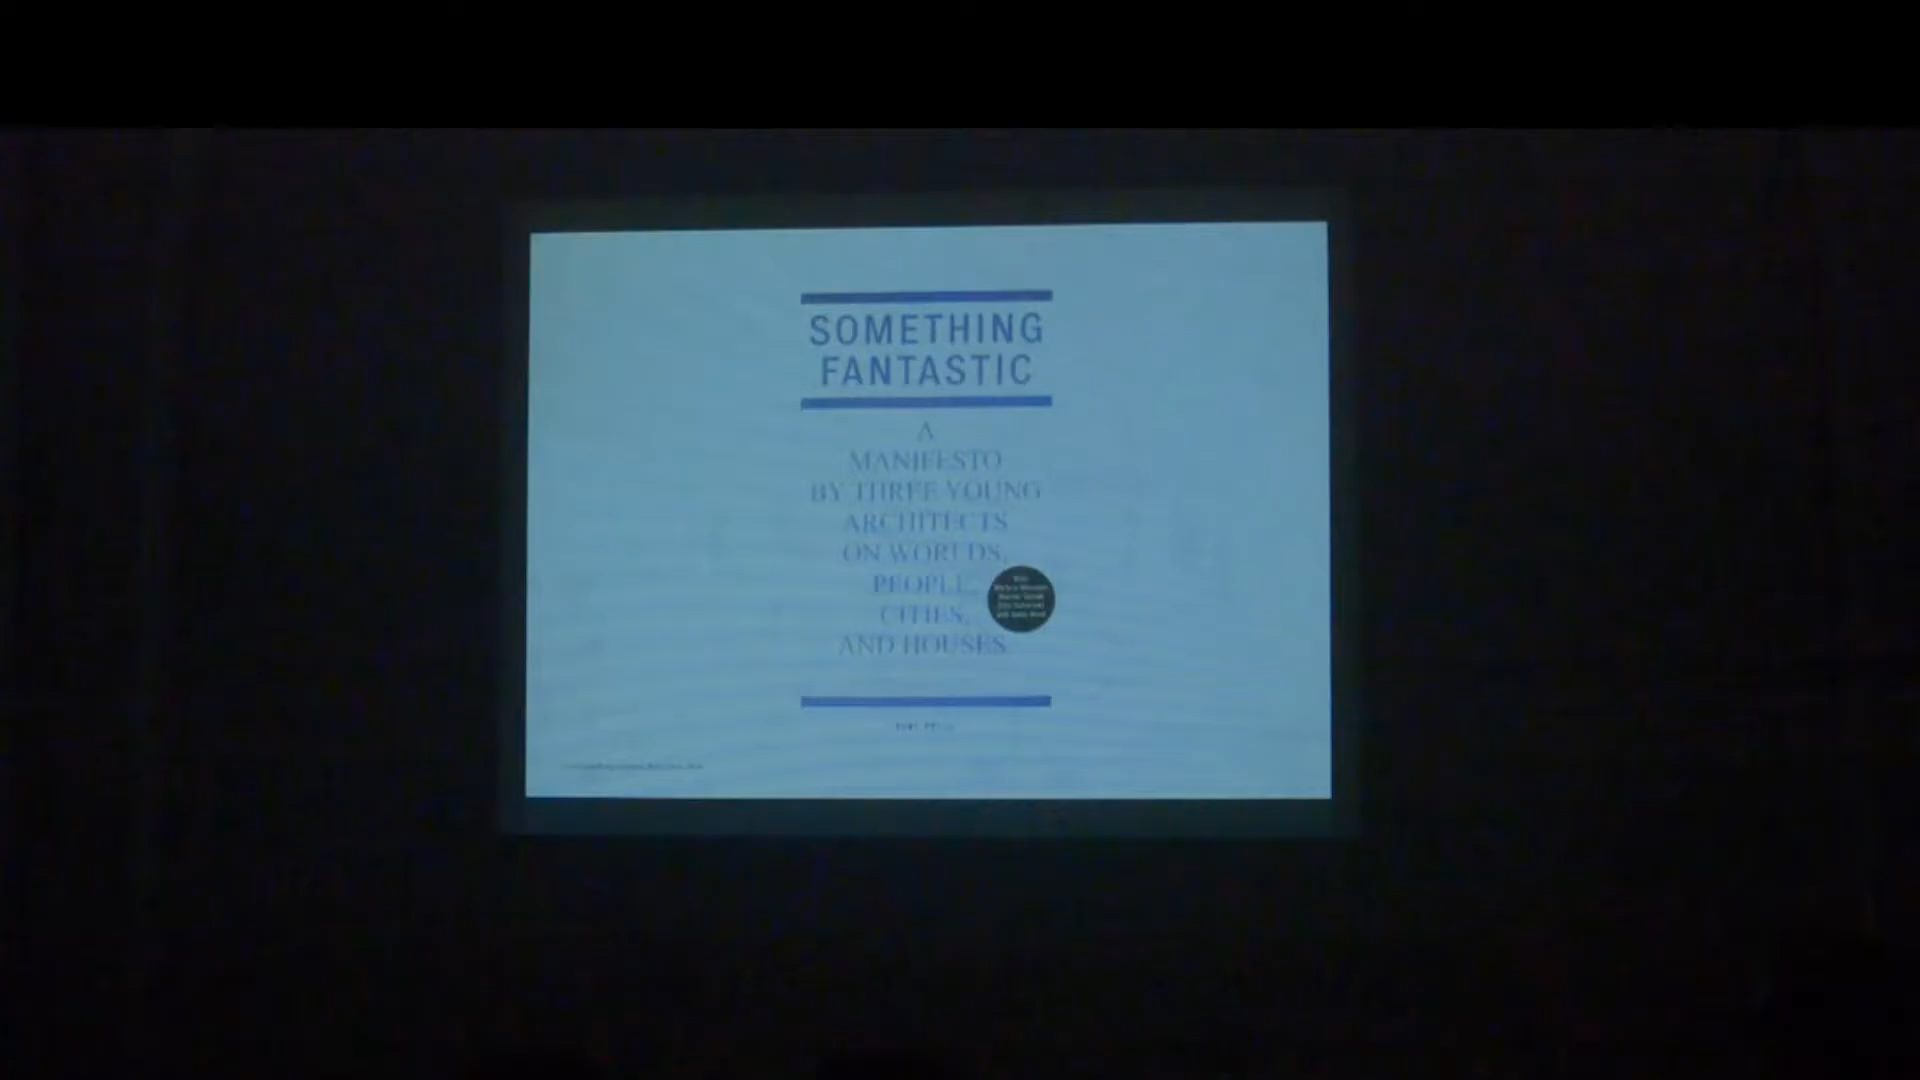 SOMETHING
FANTASTIC
A
MANIFESTO
BY THREE YOUNG
ARCHITECTS
ON WORLDS,
PEOPLE,
CITIES,
AND HOUSES.